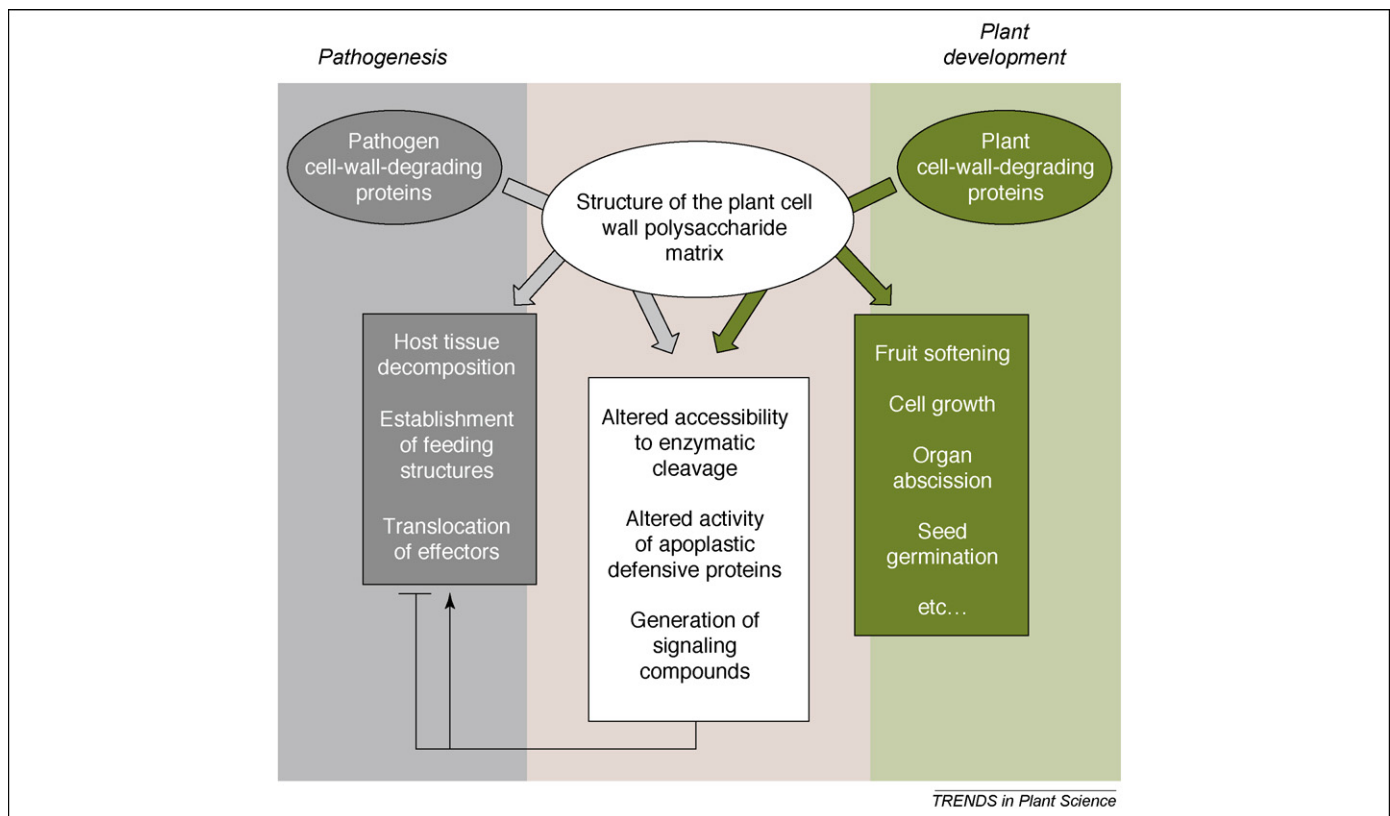 Pathogenesis
Plant
development
Pathogen
cell-wall-degrading
proteins
Structure of the plant cell
wall polysaccharide
matrix
Plant
cell-wall-degrading
proteins
Host tissue
decomposition
Establishment
of feeding
structures
Translocation
of effectors
Altered accessibility
to enzymatic
cleavage
Altered activity
of apoplastic
defensive proteins
Generation of
signaling
compounds
Fruit softening
Cell growth
Organ
abscission
Seed
germination
etc...
TRENDS in Plant Science